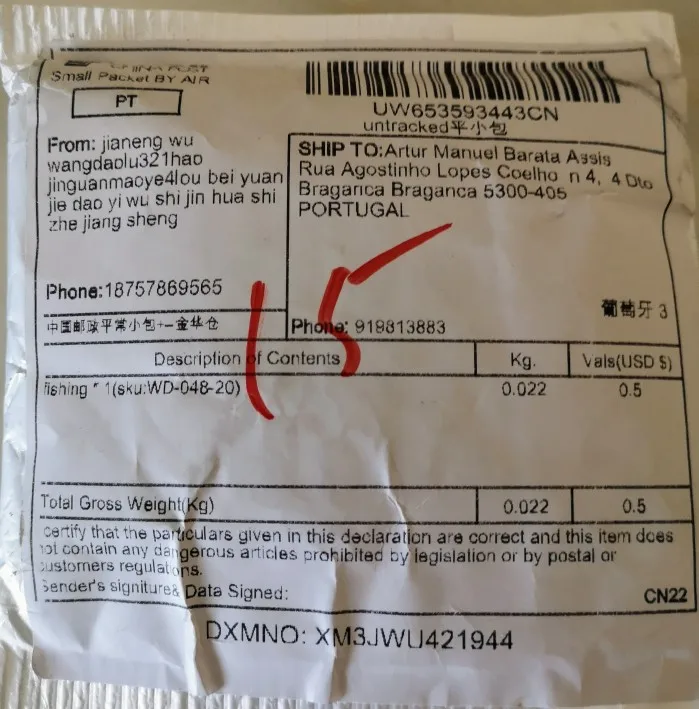 CHINA POST
Small Packet BY AIR
PT
UW653593443CN
untracked平小包
From: jianeng wu
wangdaolu321hao
jinguanmaoye4lou bei yuan
jie dao yi wu shi jin hua shi
zhe jiang sheng
Phone:18757869565
中国邮政平常小包+—金华仓
SHIP TO:Artur Manuel Barata Assis
Rua Agostinho Lopes Coelho n 4, 4 Dto
Braganca Braganca 5300-405
PORTUGAL
葡萄牙 3
Phone: 919813883
15
Description of Contents Kg. Vals(USD $)
fishing * 1(sku:WD-048-20) 0.022 0.5
Total Gross Weight(Kg) 0.022 0.5
certify that the particulars given in this declaration are correct and this item does
not contain any dangerous articles prohibited by legislation or by postal or
customers regulations.
Sender's signiture& Data Signed:
CN22
DXMNO: XM3JWU421944